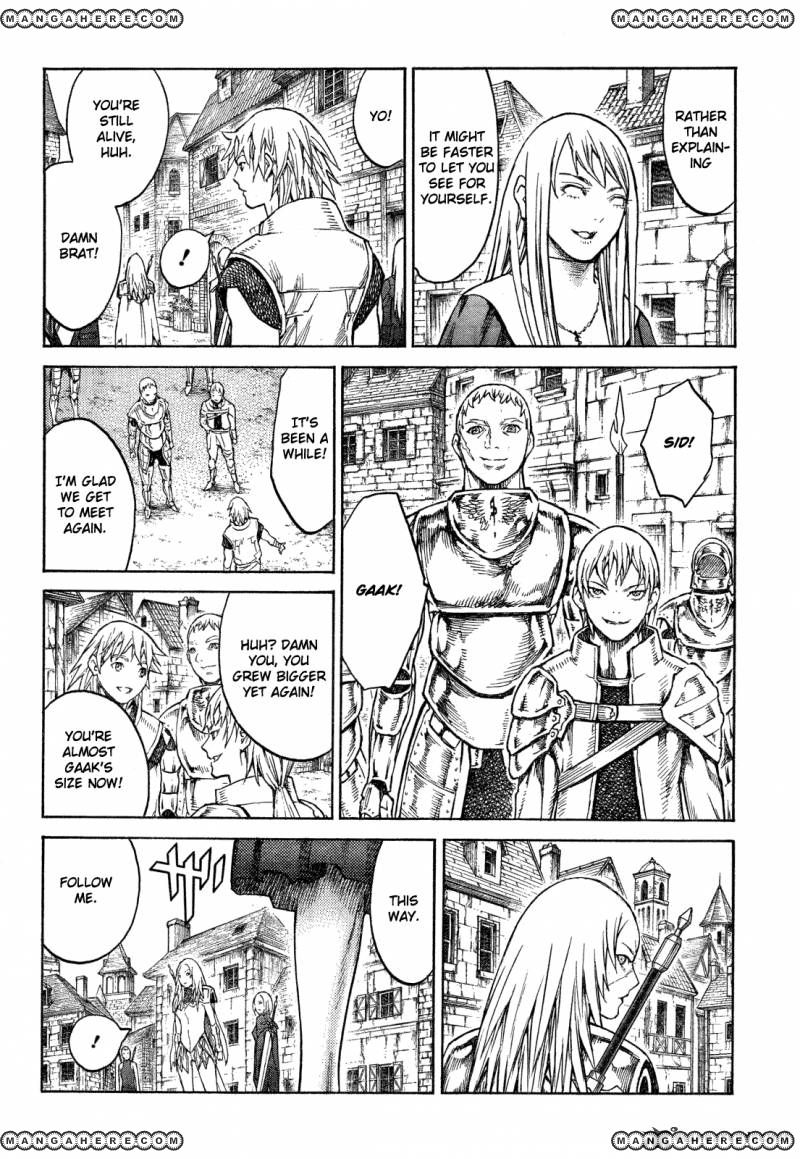 MANGAHERE.COM
MANGAHERE.COM
RATHER
THAN
EXPLAIN-
ING
IT MIGHT
BE FASTER
TO LET YOU
SEE FOR
YOURSELF.
YO!
YOU'RE
STILL
ALIVE,
HUH.
DAMN
BRAT!
!
SID!
GAAK!
IT'S
BEEN A
WHILE!
I'M GLAD
WE GET
TO MEET
AGAIN.
HUH? DAMN
YOU, YOU
GREW BIGGER
YET AGAIN!
YOU'RE
ALMOST
GAAK'S
SIZE NOW!
THIS
WAY.
FOLLOW
ME.
!
MANGAHERE.COM
MANGAHERE.COM